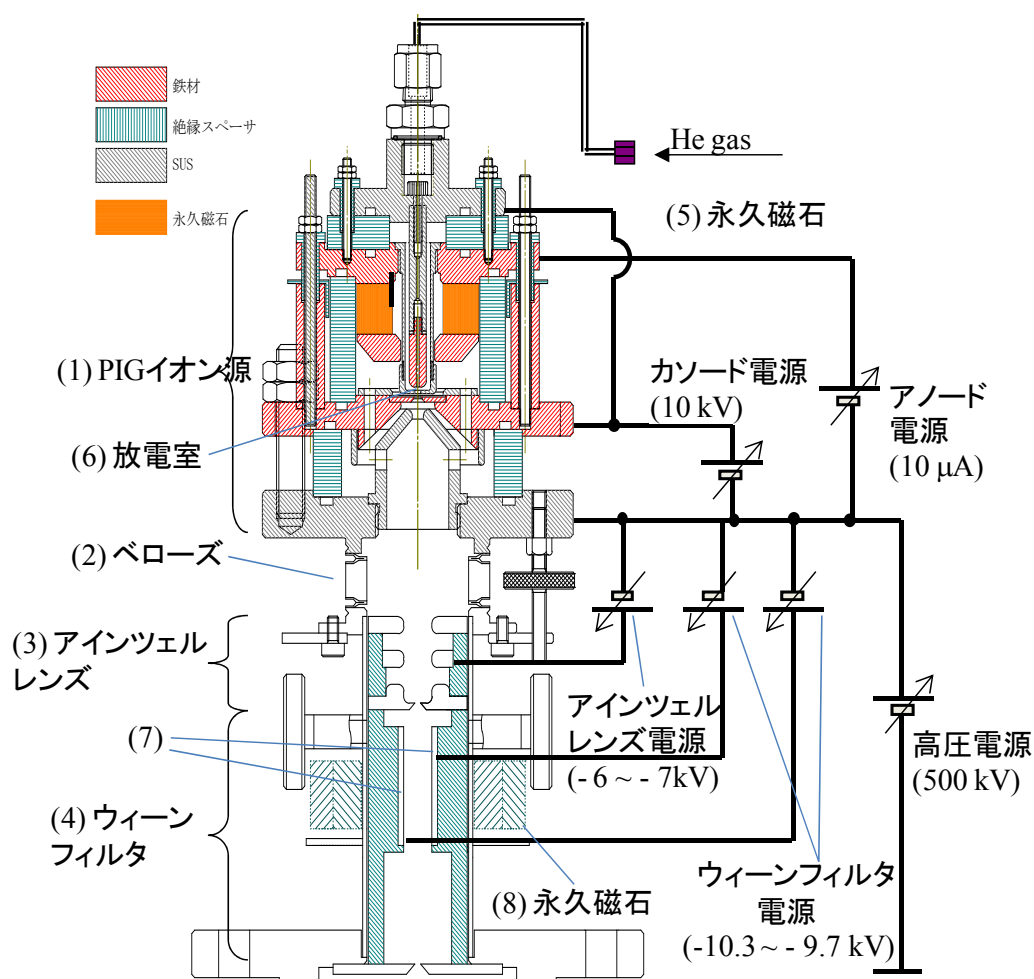 鉄材
絶縁スペーサ
SUS
永久磁石
He gas
(5) 永久磁石
(1) PIGイオン源
カソード電源
(10 kV)
アノード
電源
(10 μA)
(6) 放電室
(2) ベローズ
(3) アインツェル
レンズ
アインツェル
レンズ電源
(- 6 ~ - 7kV)
高圧電源
(500 kV)
(7)
(4) ウィーン
フィルタ
(8) 永久磁石
ウィーンフィルタ
電源
(-10.3 ~ - 9.7 kV)